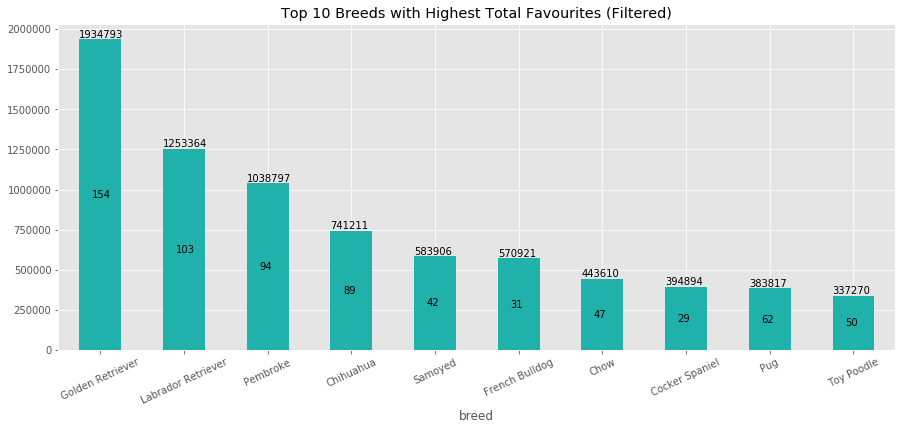 Top 10 Breeds with Highest Total Favourites (Filtered)
2000000
1750000
1500000
1250000
1000000
750000
500000
250000
0
1934793
1253364
1038797
741211
583906
570921
443610
394894
383817
337270
154
103
94
89
42
31
47
29
62
50
Golden Retriever
Labrador Retriever
Pembroke
Chihuahua
Samoyed
French Bulldog
Chow
Cocker Spaniel
Pug
Toy Poodle
breed